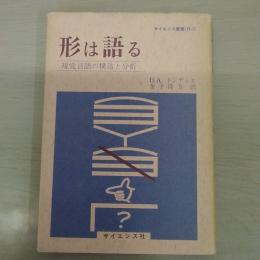 サイエンス叢書
形は語る
視覚言語の構造と分析
D.A. ドンディス
金子隆芳 訳
?
サイエンス社